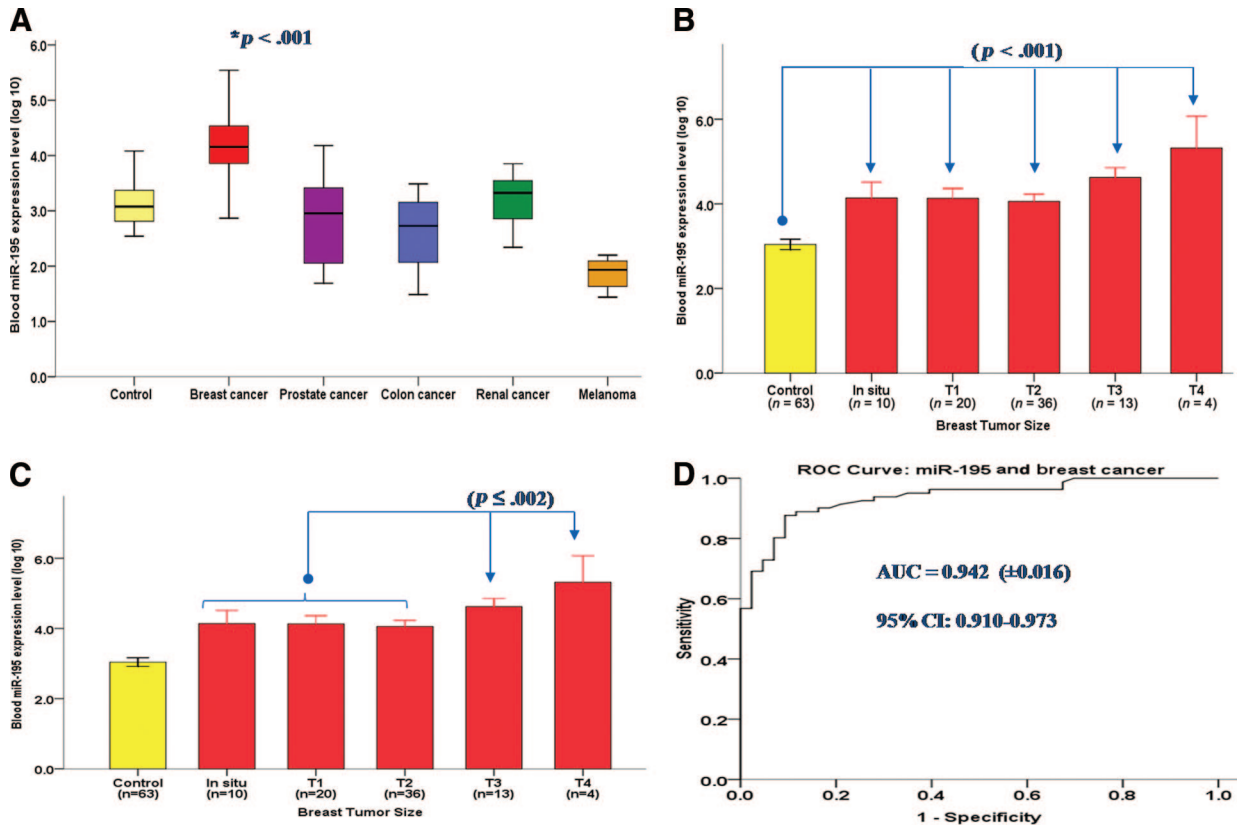 A
*p < .001
Blood miR-195 expression level (log 10)
6.0
5.0
4.0
3.0
2.0
1.0
0.0
Control
Breast cancer
Prostate cancer
Colon cancer
Renal cancer
Melanoma
B
(p < .001)
Blood miR-195 expression level (log 10)
6.0
4.0
2.0
0.0
Control In situ T1 T2 T3 T4
(n = 63) (n = 10) (n = 20) (n = 36) (n = 13) (n = 4)
Breast Tumor Size
C
(p ≤ .002)
Blood miR-195 expression level (log 10)
6.0
4.0
2.0
0.0
Control In situ T1 T2 T3 T4
(n=63) (n=10) (n=20) (n=36) (n=13) (n=4)
Breast Tumor Size
D
ROC Curve: miR-195 and breast cancer
Sensitivity
1.0
0.8
0.6
0.4
0.2
0.0
AUC = 0.942 (±0.016)
95% CI: 0.910-0.973
0.0 0.2 0.4 0.6 0.8 1.0
1 - Specificity